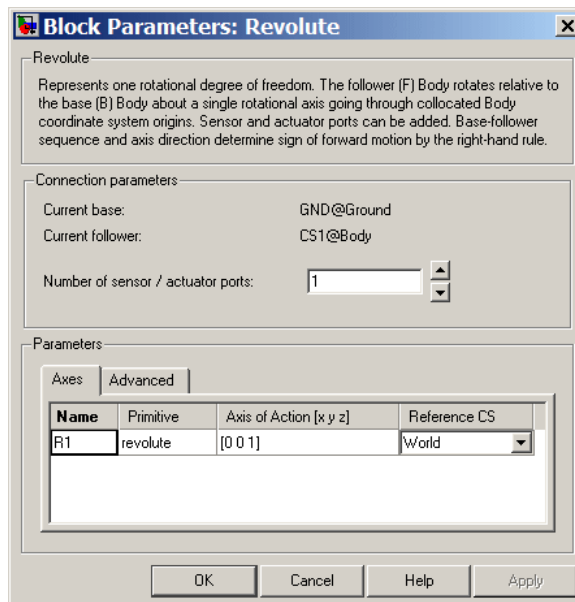 Block Parameters: Revolute
Revolute
Represents one rotational degree of freedom. The follower (F) Body rotates relative to
the base (B) Body about a single rotational axis going through collocated Body
coordinate system origins. Sensor and actuator ports can be added. Base-follower
sequence and axis direction determine sign of forward motion by the right-hand rule.
Connection parameters
Current base: GND@Ground
Current follower: CS1@Body
Number of sensor / actuator ports: 1
Parameters
Axes Advanced
Name Primitive Axis of Action [x y z] Reference CS
R1 revolute [0 0 1] World
OK Cancel Help Apply